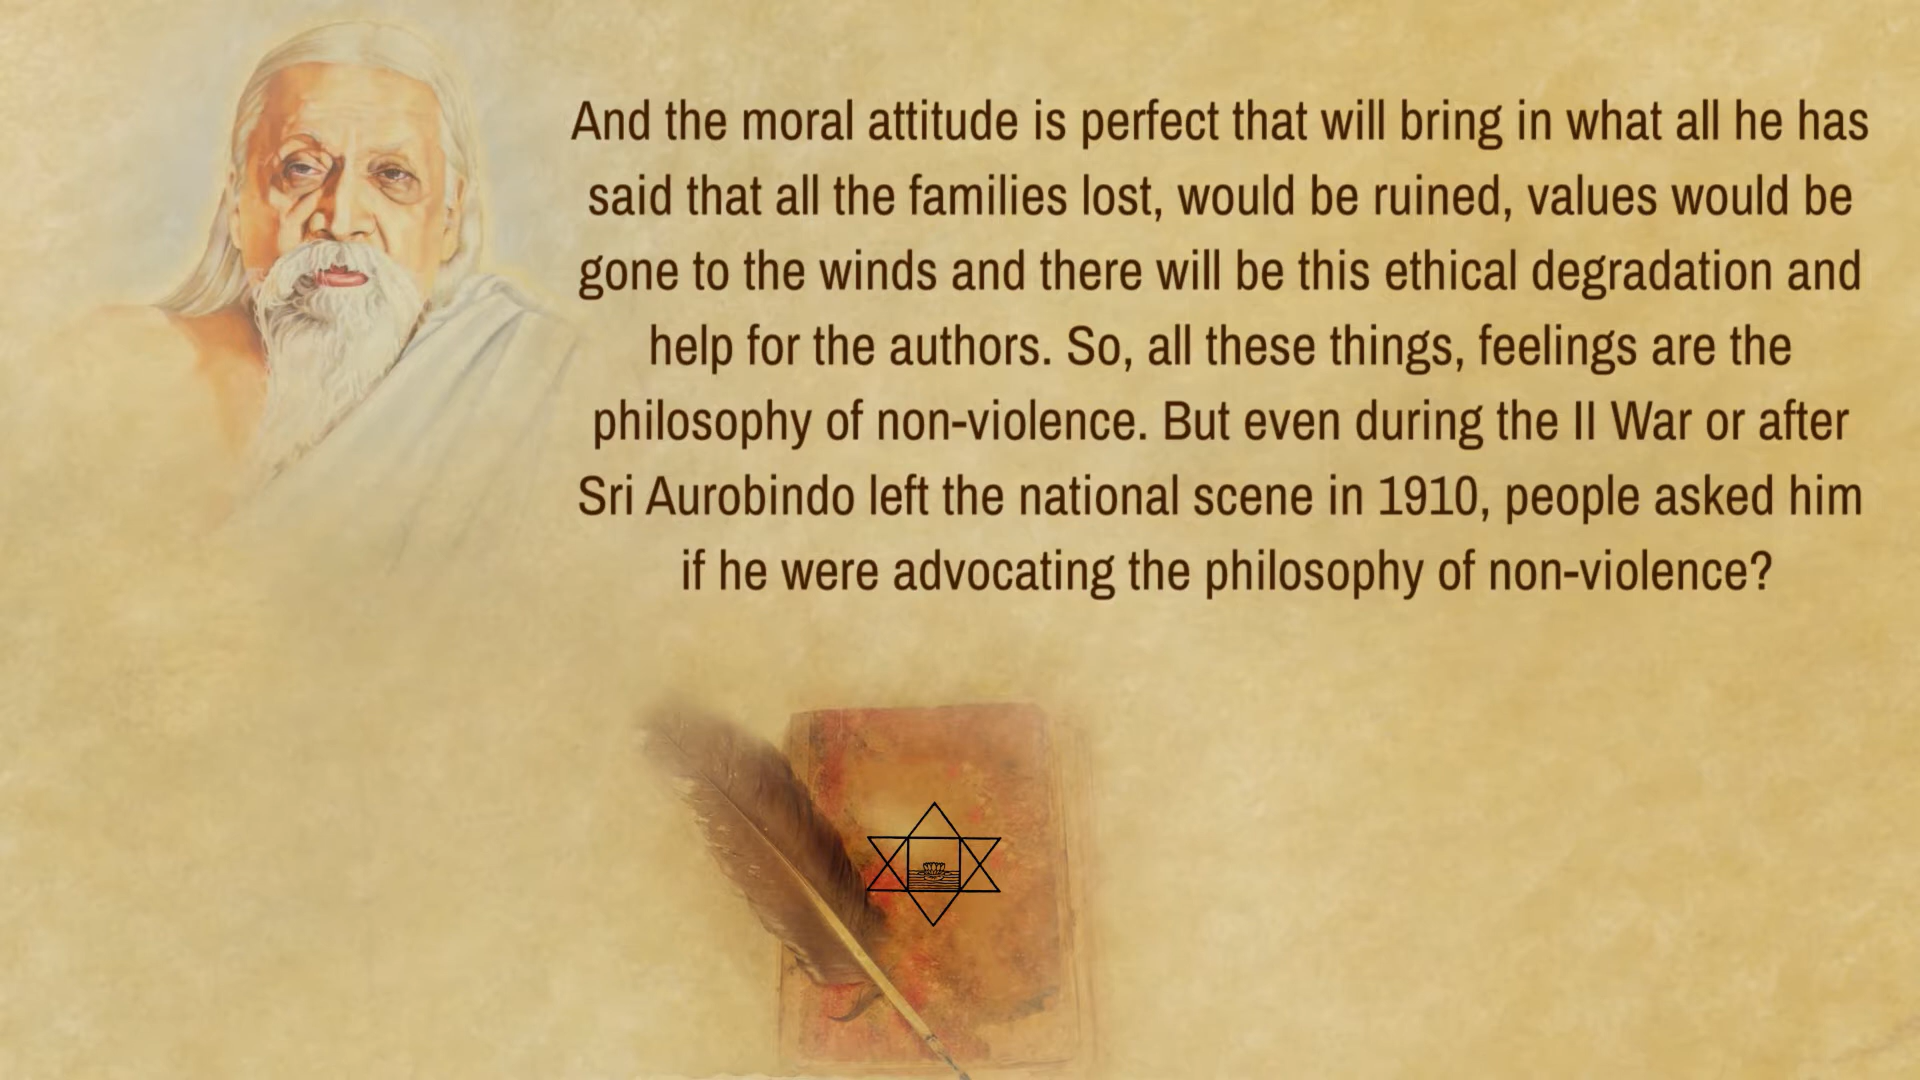 And the moral attitude is perfect that will bring in what all he has
said that all the families lost, would be ruined, values would be
gone to the winds and there will be this ethical degradation and
help for the authors. So, all these things, feelings are the
philosophy of non-violence. But even during the II War or after
Sri Aurobindo left the national scene in 1910, people asked him
if he were advocating the philosophy of non-violence?